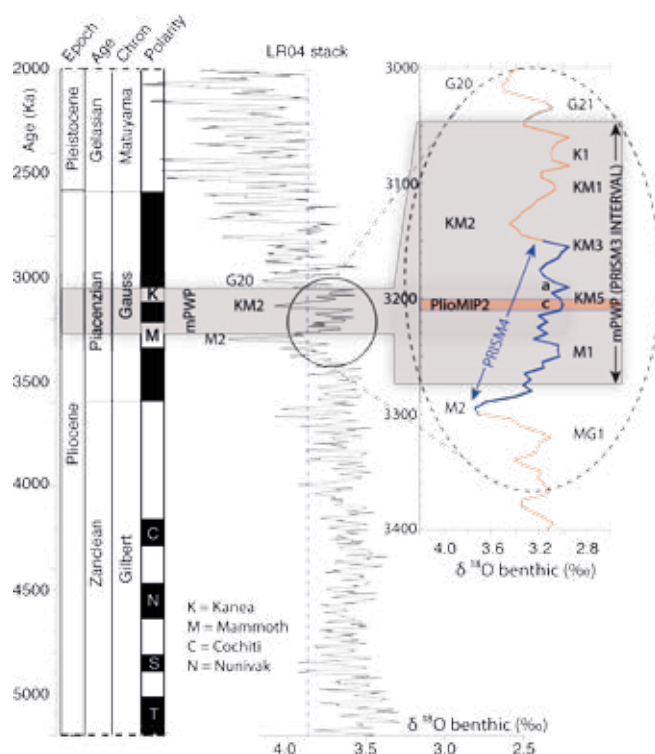 Epoch
Age
Chron
Polarity
LR04 stack
Age (Ka)
2000
2500
3000
3500
4000
4500
5000
Pleistocene
Pliocene
Gelasian
Piacenzian
Zanclean
Matuyama
Gauss
Gilbert
K
M
C
N
S
T
mPWP
G20
KM2
M2
K = Kanea
M = Mammoth
C = Cochiti
N = Nunivak
4.0
3.5
3.0
2.5
δ ¹⁸O benthic (‰)
3000
3100
3200
3300
3400
G20
G21
K1
KM1
KM2
KM3
a
KM5
PlioMIP2
c
M1
M2
MG1
PRISM4
mPWP (PRISM3 INTERVAL)
4.0
3.6
3.2
2.8
δ ¹⁸O benthic (‰)